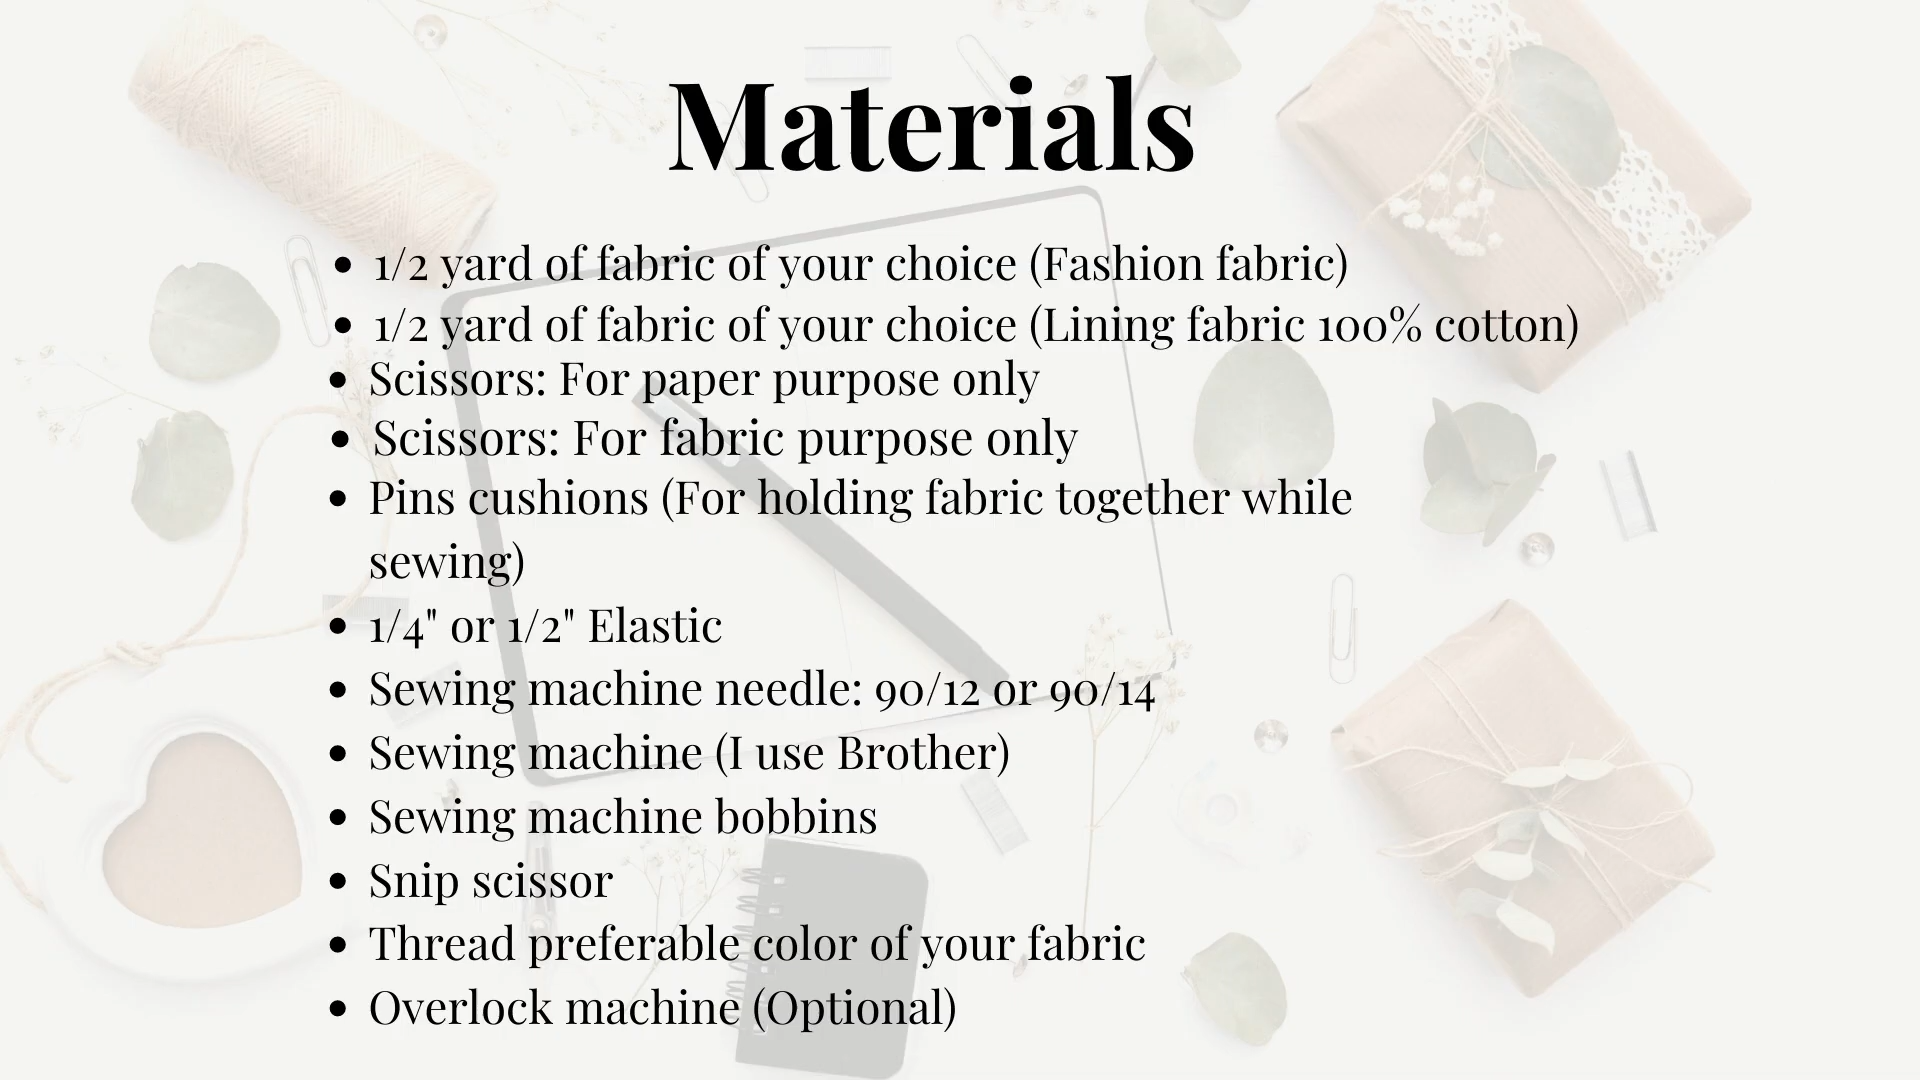 Materials
• 1/2 yard of fabric of your choice (Fashion fabric)
• 1/2 yard of fabric of your choice (Lining fabric 100% cotton)
• Scissors: For paper purpose only
• Scissors: For fabric purpose only
• Pins cushions (For holding fabric together while
sewing)
• 1/4" or 1/2" Elastic
• Sewing machine needle: 90/12 or 90/14
• Sewing machine (I use Brother)
• Sewing machine bobbins
• Snip scissor
• Thread preferable color of your fabric
• Overlock machine (Optional)